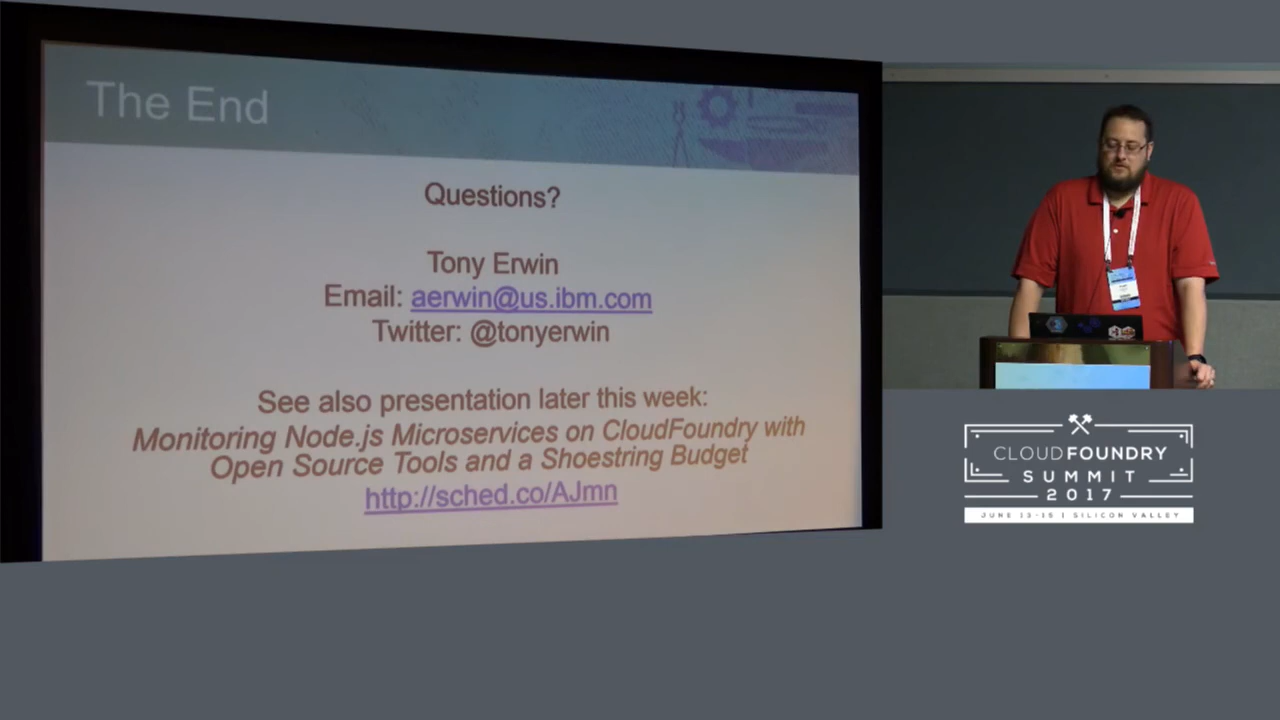 The End
Questions?
Tony Erwin
Email: aerwin@us.ibm.com
Twitter: @tonyerwin
See also presentation later this week:
Monitoring Node.js Microservices on CloudFoundry with
Open Source Tools and a Shoestring Budget
http://sched.co/AJmn
CLOUDFOUNDRY
SUMMIT
2017
JUNE 13-15 | SILICON VALLEY